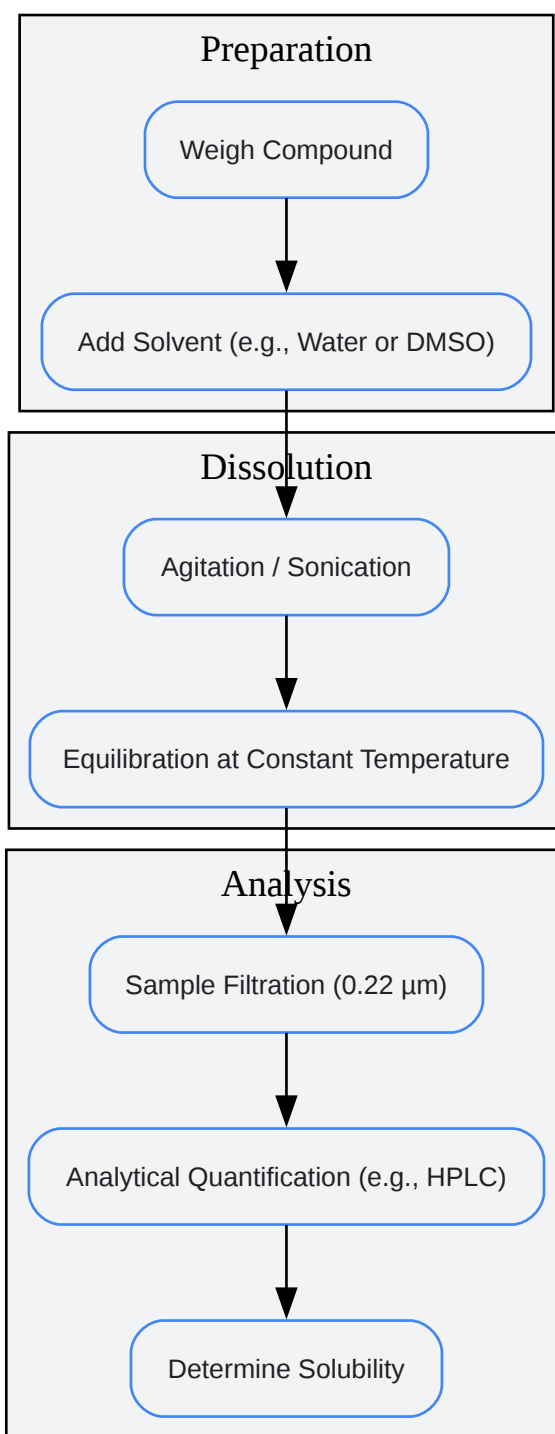 Preparation
Weigh Compound
Add Solvent (e.g., Water or DMSO)
Dissolution
Agitation / Sonication
Equilibration at Constant Temperature
Analysis
Sample Filtration (0.22 µm)
Analytical Quantification (e.g., HPLC)
Determine Solubility